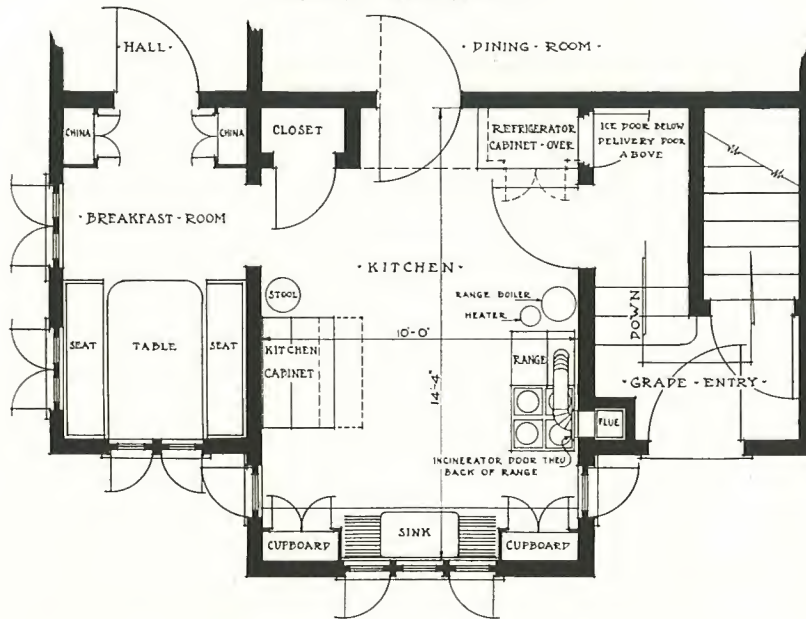 · HALL ·
· DINING · ROOM ·
CHINA
CHINA
CLOSET
REFRIGERATOR
CABINET-OVER
ICE DOOR BELOW
DELIVERY DOOR
ABOVE
· BREAKFAST · ROOM
· KITCHEN ·
STOOL
RANGE BOILER
HEATER
DOWN
SEAT
TABLE
SEAT
KITCHEN
CABINET
10'-0"
14'-4"
RANGE
· GRADE · ENTRY ·
FLUE
INCINERATOR DOOR THRU
BACK OF RANGE
CUPBOARD
SINK
CUPBOARD